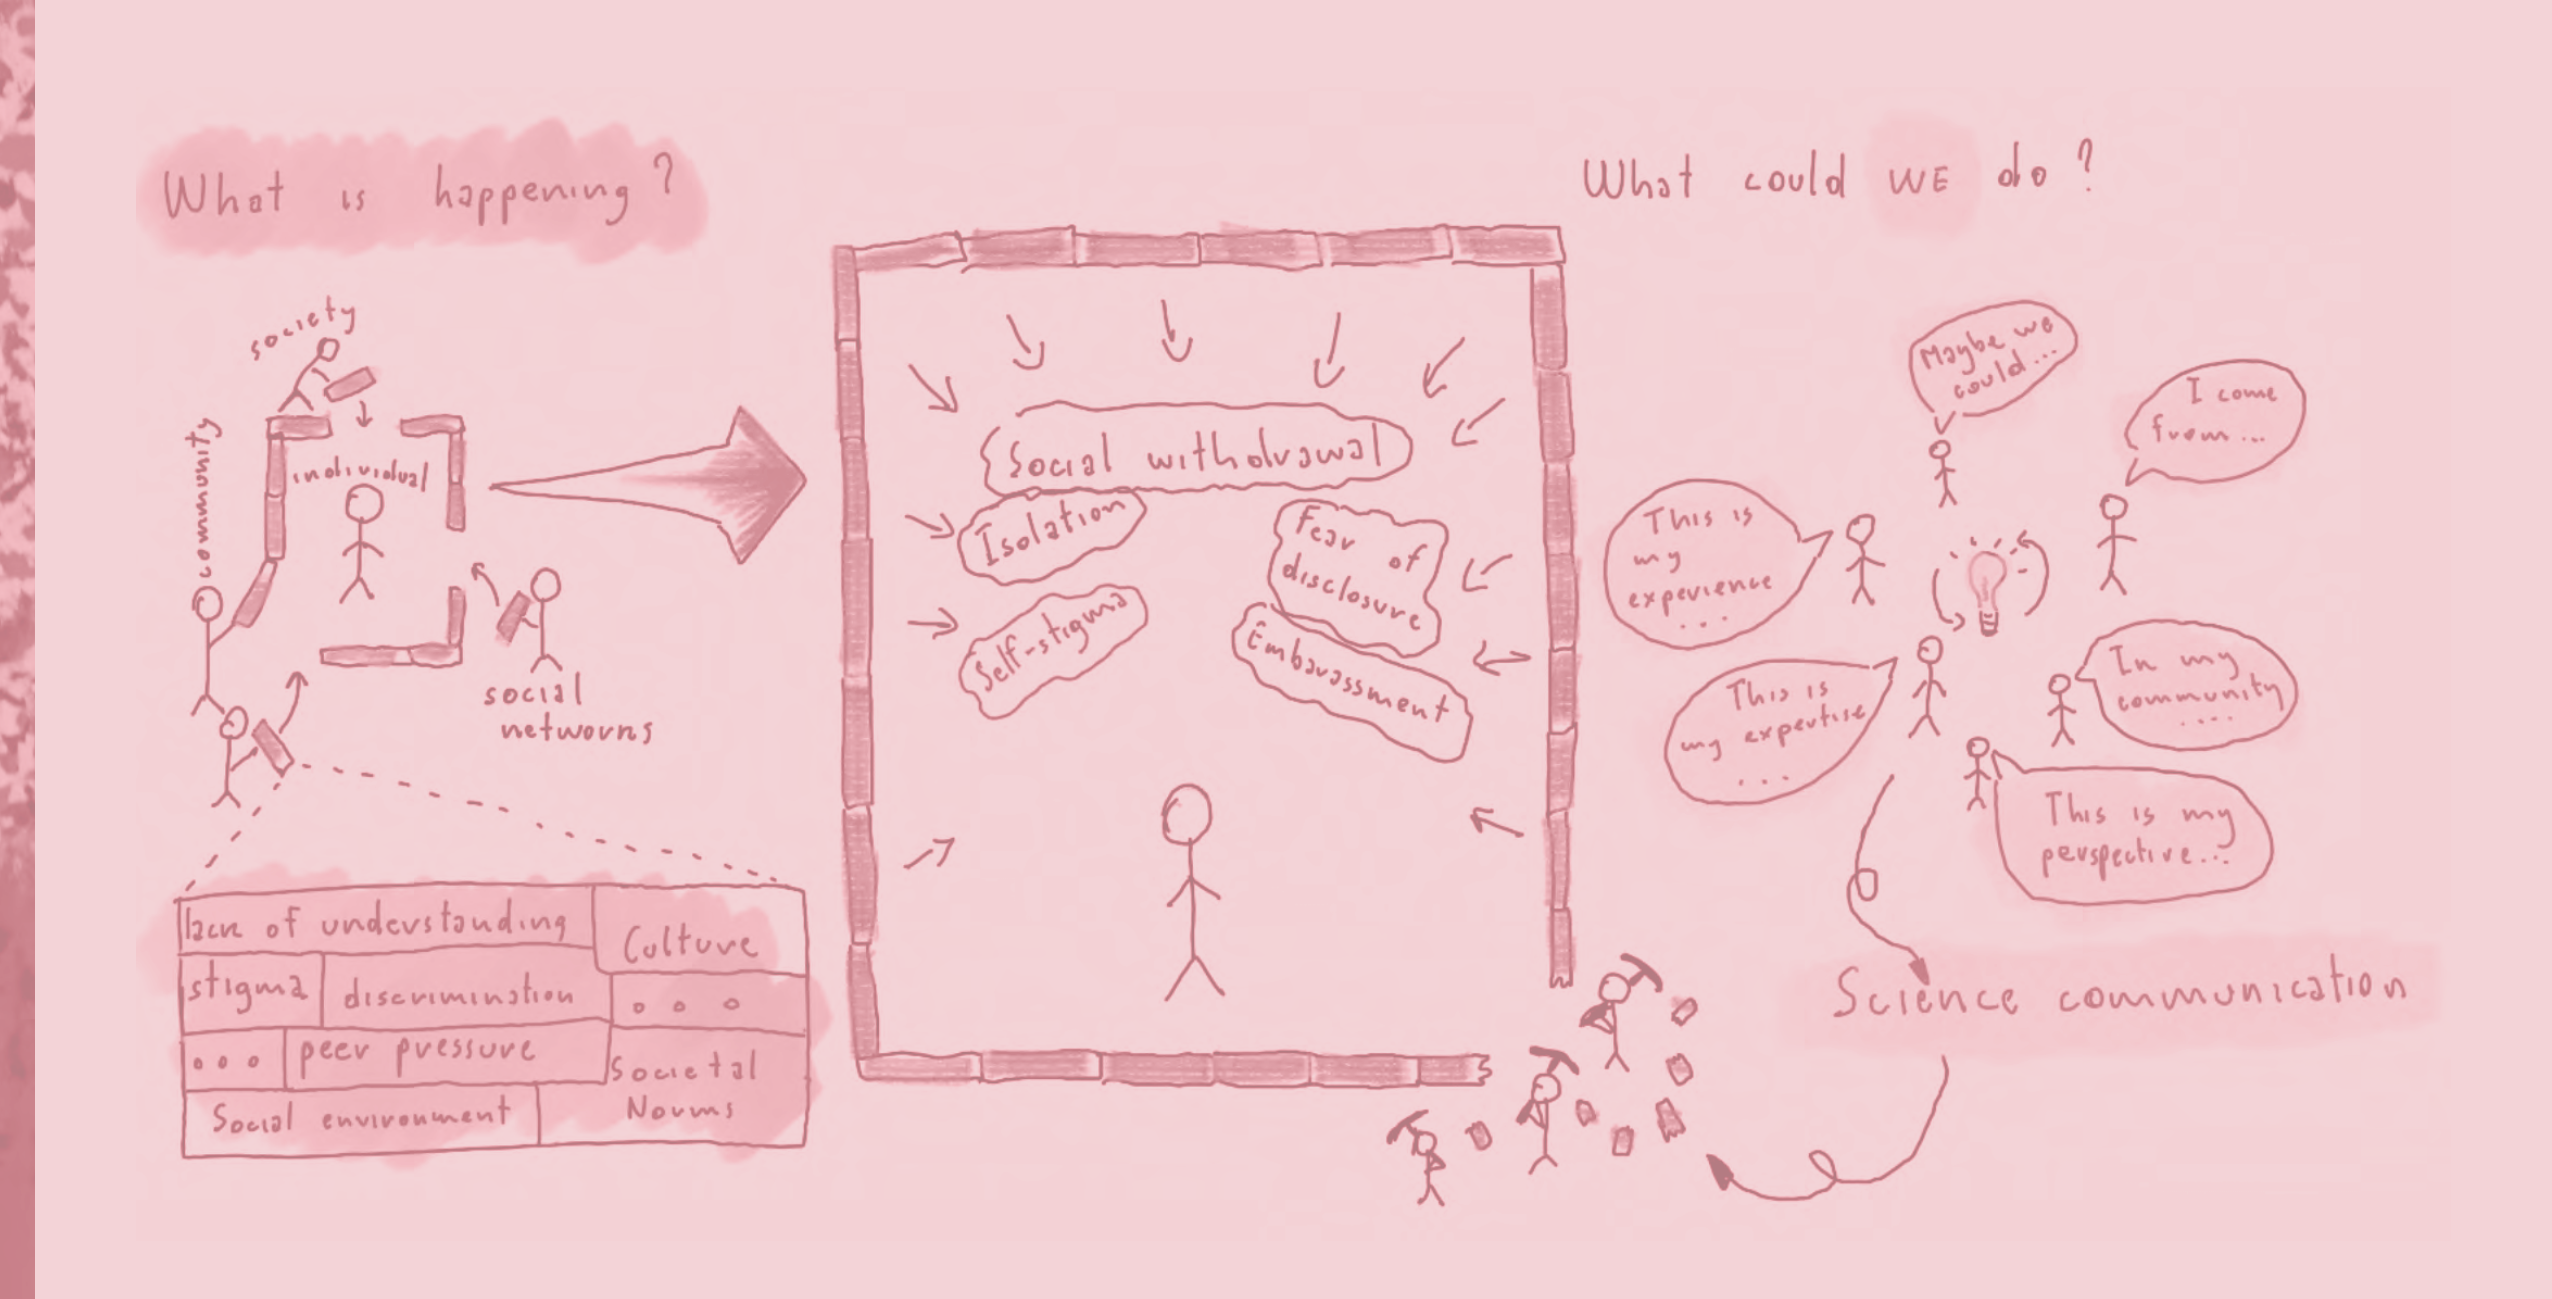 What is happening?
society
community
individual
social
networks
lack of understanding
Culture
stigma
discrimination
...
...
peer pressure
Societal
Norms
Social environment
Social withdrawal
Isolation
Fear of
disclosure
Self-stigma
Embarassment
What could WE do?
Maybe we
could...
I come
from...
This is
my
experience
...
This is
my expertise
...
In my
community
....
This is my
perspective...
Science communication